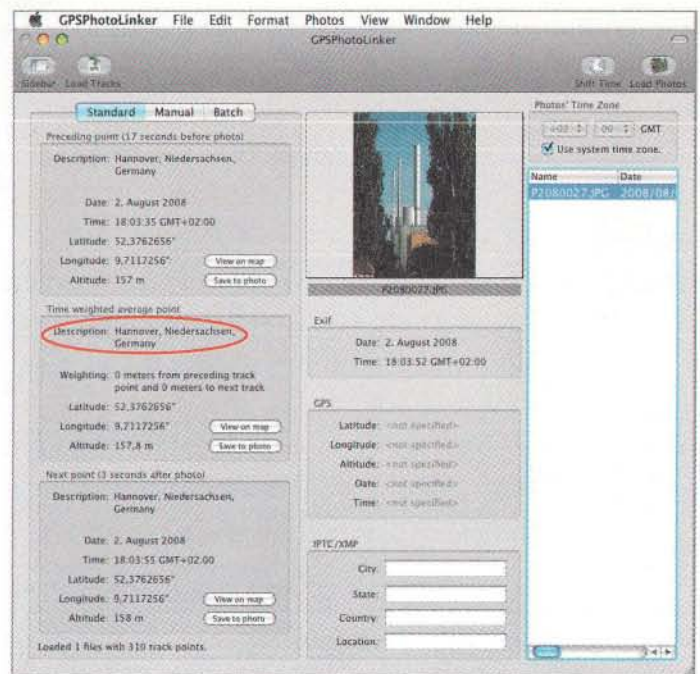 GPSPhotoLinker File Edit Format Photos View Window Help
GPSPhotoLinker
Sidebar Load Tracks Shift Time Load Photos
Standard Manual Batch
Preceding point (17 seconds before photo)
Description: Hannover, Niedersachsen,
Germany
Date: 2. August 2008
Time: 18:03:35 GMT+02:00
Latitude: 52,3762656°
Longitude: 9,7117256° View on map
Altitude: 157 m Save to photo
Time weighted average point
Description: Hannover, Niedersachsen,
Germany
Weighting: 0 meters from preceding track
point and 0 meters to next track
Latitude: 52,3762656°
Longitude: 9,7117256° View on map
Altitude: 157,8 m Save to photo
Next point (3 seconds after photo)
Description: Hannover, Niedersachsen,
Germany
Date: 2. August 2008
Time: 18:03:55 GMT+02:00
Latitude: 52,3762656°
Longitude: 9,7117256° View on map
Altitude: 158 m Save to photo
Loaded 1 files with 310 track points.
P2080027.JPG
Exif
Date: 2. August 2008
Time: 18:03:52 GMT+02:00
GPS
Latitude: <not specified>
Longitude: <not specified>
Altitude: <not specified>
Date: <not specified>
Time: <not specified>
IPTC/XMP
City:
State:
Country:
Location:
Photos' Time Zone
+02 00 GMT
Use system time zone.
Name Date
P2080027.JPG 2008/08/